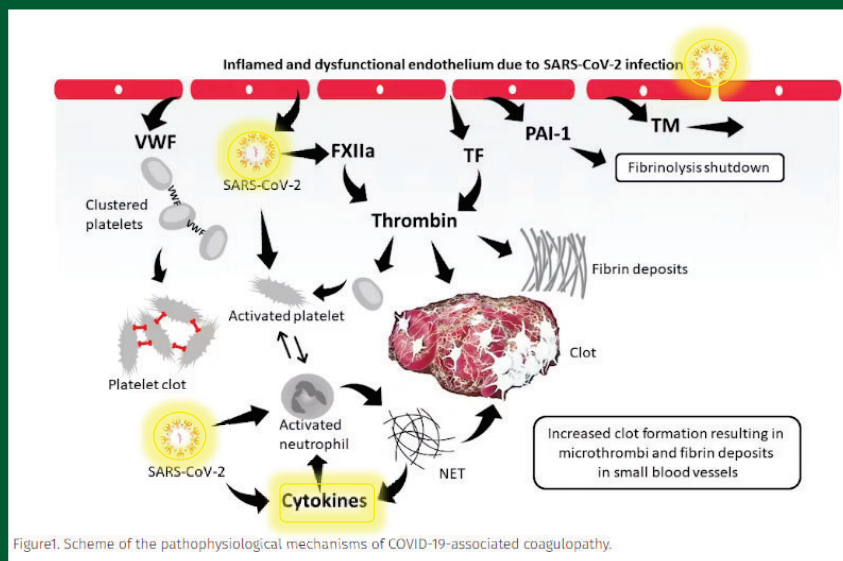 Inflamed and dysfunctional endothelium due to SARS-CoV-2 infection
VWF
SARS-CoV-2
FXIIa
TF
PAI-1
TM
Fibrinolysis shutdown
Clustered
platelets
VWF
VWF
Thrombin
Fibrin deposits
Activated platelet
Clot
Platelet clot
Activated
neutrophil
NET
SARS-CoV-2
Cytokines
Increased clot formation resulting in
microthrombi and fibrin deposits
in small blood vessels
Figure1. Scheme of the pathophysiological mechanisms of COVID-19-associated coagulopathy.